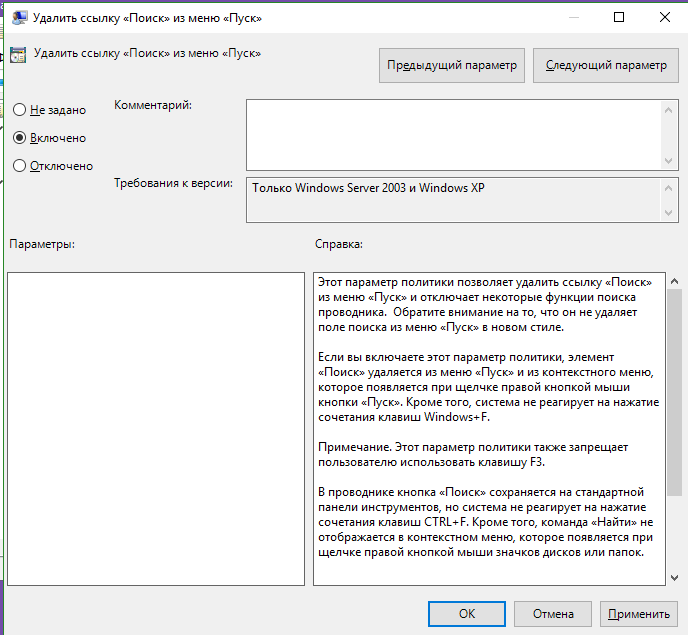 Удалить ссылку «Поиск» из меню «Пуск»
Удалить ссылку «Поиск» из меню «Пуск»
Предыдущий параметр
Следующий параметр
Не задано
Комментарий:
Включено
Отключено
Требования к версии:
Только Windows Server 2003 и Windows XP
Параметры:
Справка:
Этот параметр политики позволяет удалить ссылку «Поиск»
из меню «Пуск» и отключает некоторые функции поиска
проводника.  Обратите внимание на то, что он не удаляет
поле поиска из меню «Пуск» в новом стиле.
Если вы включаете этот параметр политики, элемент
«Поиск» удаляется из меню «Пуск» и из контекстного меню,
которое появляется при щелчке правой кнопкой мыши
кнопки «Пуск». Кроме того, система не реагирует на нажатие
сочетания клавиш Windows+F.
Примечание. Этот параметр политики также запрещает
пользователю использовать клавишу F3.
В проводнике кнопка «Поиск» сохраняется на стандартной
панели инструментов, но система не реагирует на нажатие
сочетания клавиш CTRL+F. Кроме того, команда «Найти» не
отображается в контекстном меню, которое появляется при
щелчке правой кнопкой мыши значков дисков или папок.
ОК
Отмена
Применить